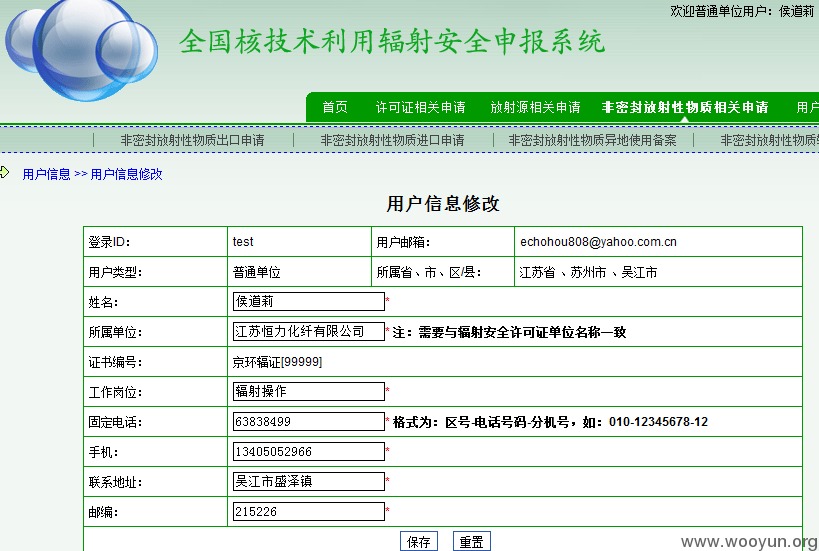 欢迎普通单位用户：侯道莉
全国核技术利用辐射安全申报系统
首页 许可证相关申请 放射源相关申请 非密封放射性物质相关申请 用户
非密封放射性物质出口申请 非密封放射性物质进口申请 非密封放射性物质异地使用备案 非密封放射性物质
用户信息 >> 用户信息修改
用户信息修改
登录ID： test 用户邮箱： echohou808@yahoo.com.cn
用户类型： 普通单位 所属省、市、区/县： 江苏省 、苏州市 、吴江市
姓名： 侯道莉 *
所属单位： 江苏恒力化纤有限公司 * 注：需要与辐射安全许可证单位名称一致
证书编号： 京环辐证[99999]
工作岗位： 辐射操作 *
固定电话： 63838499 * 格式为：区号-电话号码-分机号，如：010-12345678-12
手机： 13405052966 *
联系地址： 吴江市盛泽镇 *
邮编： 215226 *
保存 重置
www.wooyun.org